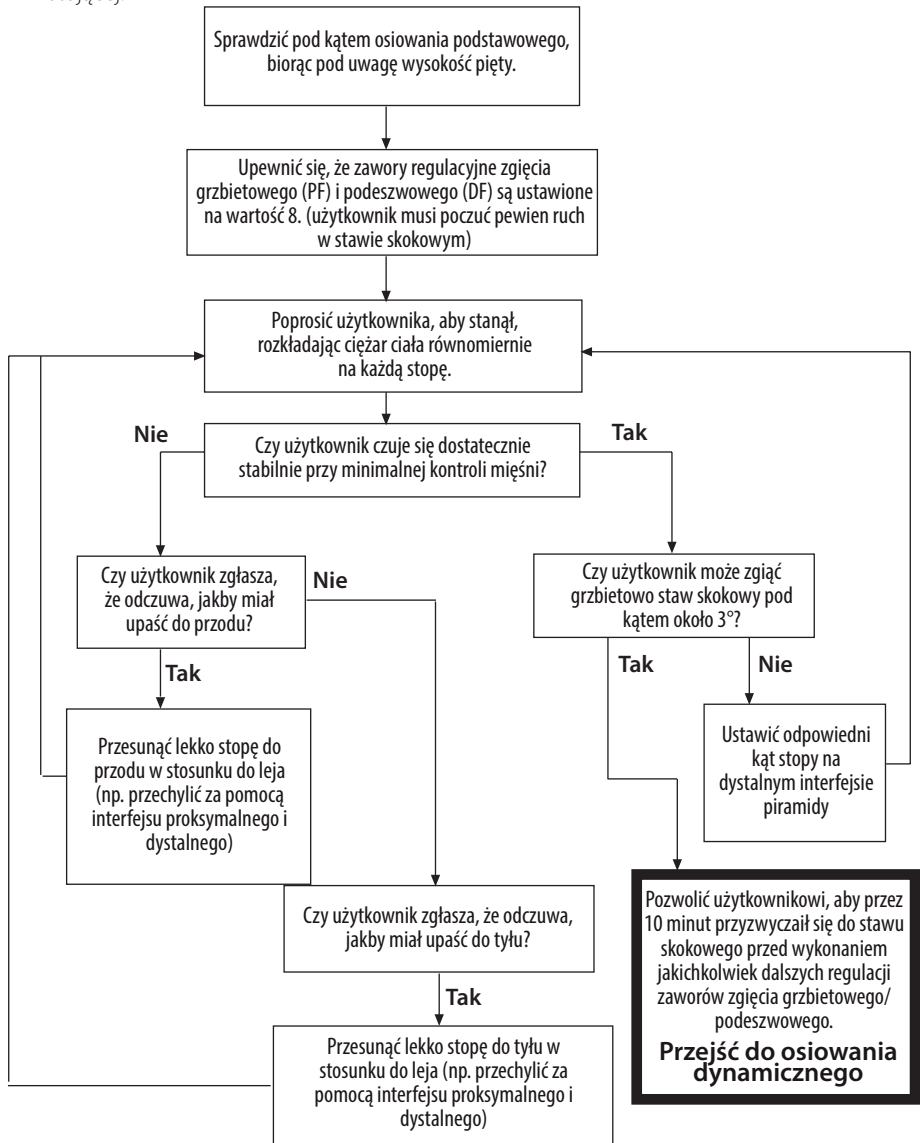 Sprawdzić pod kątem osiowania podstawowego,
biorąc pod uwagę wysokość pięty.
Upewnić się, że zawory regulacyjne zgięcia
grzbietowego (PF) i podeszwowego (DF) są ustawione
na wartość 8. (użytkownik musi poczuć pewien ruch
w stawie skokowym)
Poprosić użytkownika, aby stanął,
rozkładając ciężar ciała równomiernie
na każdą stopę.
Nie
Czy użytkownik czuje się dostatecznie
stabilnie przy minimalnej kontroli mięśni?
Tak
Czy użytkownik zgłasza,
że odczuwa, jakby miał
upaść do przodu?
Nie
Czy użytkownik może zgiąć
grzbietowo staw skokowy pod
kątem około 3°?
Tak
Tak
Nie
Przesunąć lekko stopę do
przodu w stosunku do leja
(np. przechylić za pomocą
interfejsu proksymalnego i
dystalnego)
Ustawić odpowiedni
kąt stopy na
dystalnym interfejsie
piramidy
Czy użytkownik zgłasza, że odczuwa,
jakby miał upaść do tyłu?
Tak
Pozwolić użytkownikowi, aby przez
10 minut przyzwyczaił się do stawu
skokowego przed wykonaniem
jakichkolwiek dalszych regulacji
zaworów zgięcia grzbietowego/
podeszwowego.
Przejść do osiowania
dynamicznego
Przesunąć lekko stopę do tyłu w
stosunku do leja (np. przechylić za
pomocą interfejsu proksymalnego i
dystalnego)